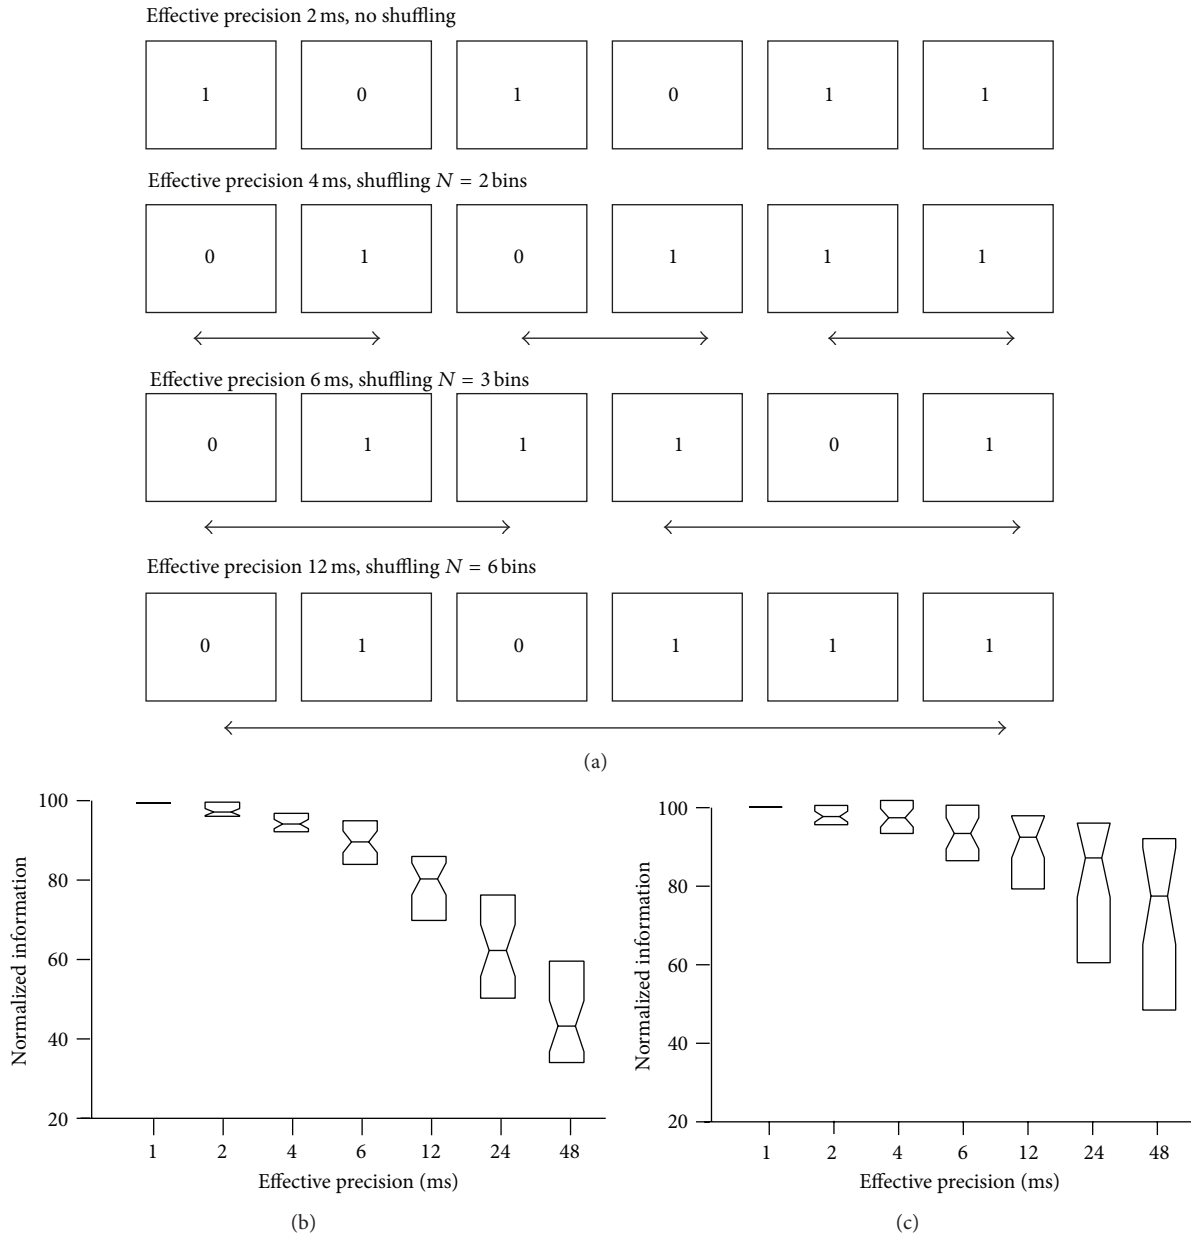 Effective precision 2 ms, no shuffling
1 0 1 0 1 1
Effective precision 4 ms, shuffling N = 2 bins
0 1 0 1 1 1
Effective precision 6 ms, shuffling N = 3 bins
0 1 1 1 0 1
Effective precision 12 ms, shuffling N = 6 bins
0 1 0 1 1 1
(a)
Normalized information
100
80
60
40
20
1 2 4 6 12 24 48
Effective precision (ms)
(b)
Normalized information
100
80
60
40
20
1 2 4 6 12 24 48
Effective precision (ms)
(c)